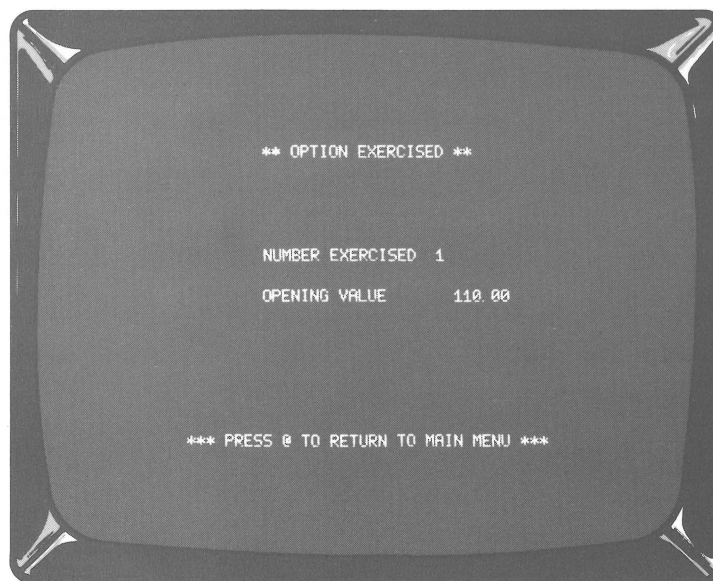 ** OPTION EXERCISED **
NUMBER EXERCISED 1
OPENING VALUE 110.00
*** PRESS @ TO RETURN TO MAIN MENU ***